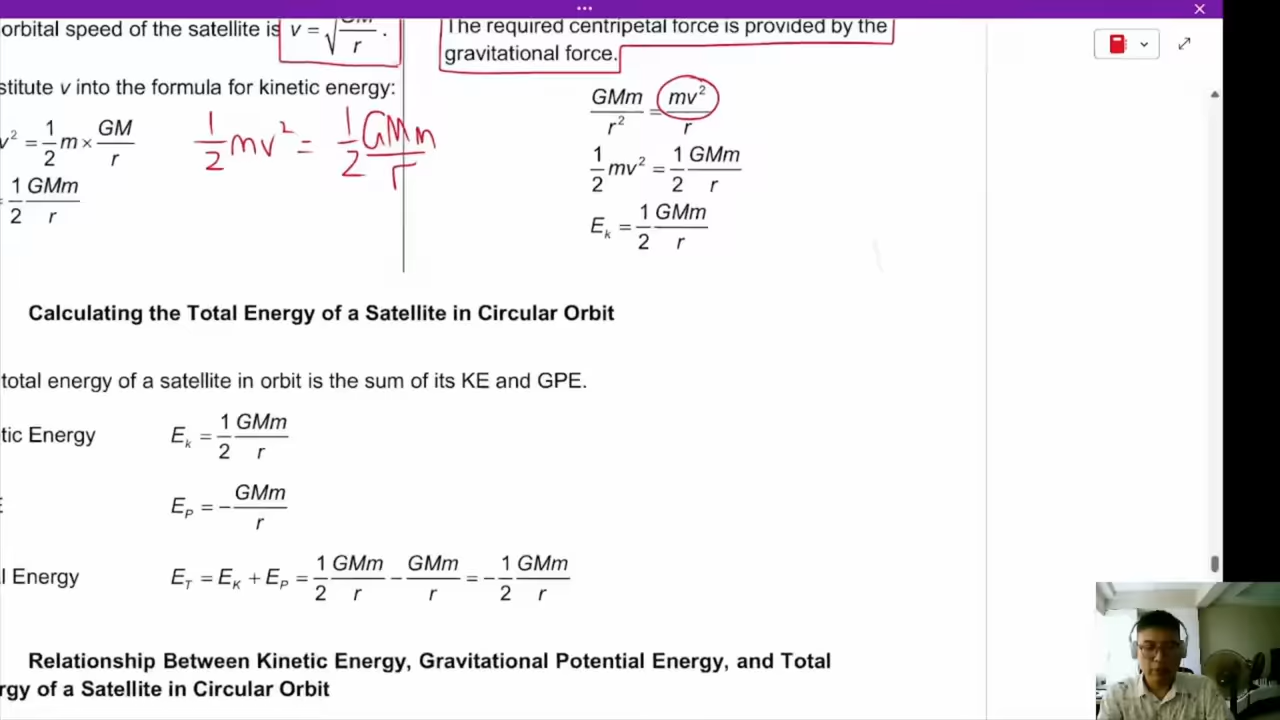 orbital speed of the satellite is v = √GM/r .
stitute v into the formula for kinetic energy:
v² = 1/2 m × GM/r
= 1/2 GMm/r
1/2 mv² = 1/2 GMm/r
The required centripetal force is provided by the
gravitational force.
GMm/r² = mv²/r
1/2 mv² = 1/2 GMm/r
E_k = 1/2 GMm/r
Calculating the Total Energy of a Satellite in Circular Orbit
total energy of a satellite in orbit is the sum of its KE and GPE.
tic Energy E_k = 1/2 GMm/r
E_P = - GMm/r
l Energy E_T = E_K + E_P = 1/2 GMm/r - GMm/r = - 1/2 GMm/r
Relationship Between Kinetic Energy, Gravitational Potential Energy, and Total
rgy of a Satellite in Circular Orbit